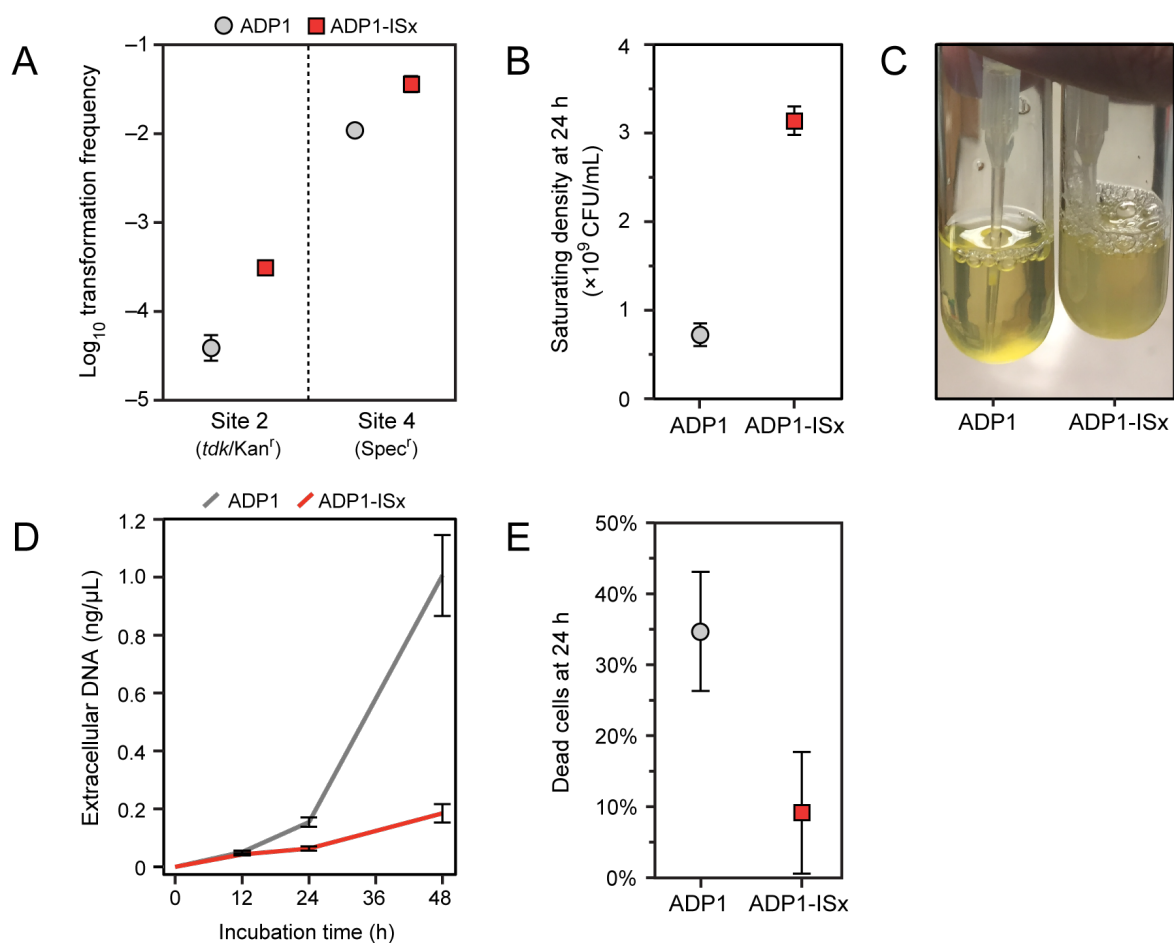 ADP1 ADP1-ISx
A
Log₁₀ transformation frequency
–1
–2
–3
–4
–5
Site 2
(tdk/Kanʳ)
Site 4
(Specʳ)
B
Saturating density at 24 h
(×10⁹ CFU/mL)
4
3
2
1
0
ADP1 ADP1-ISx
C
ADP1 ADP1-ISx
D
ADP1 ADP1-ISx
Extracellular DNA (ng/µL)
1.2
1.0
0.8
0.6
0.4
0.2
0
0 12 24 36 48
Incubation time (h)
E
Dead cells at 24 h
50%
40%
30%
20%
10%
0%
ADP1 ADP1-ISx